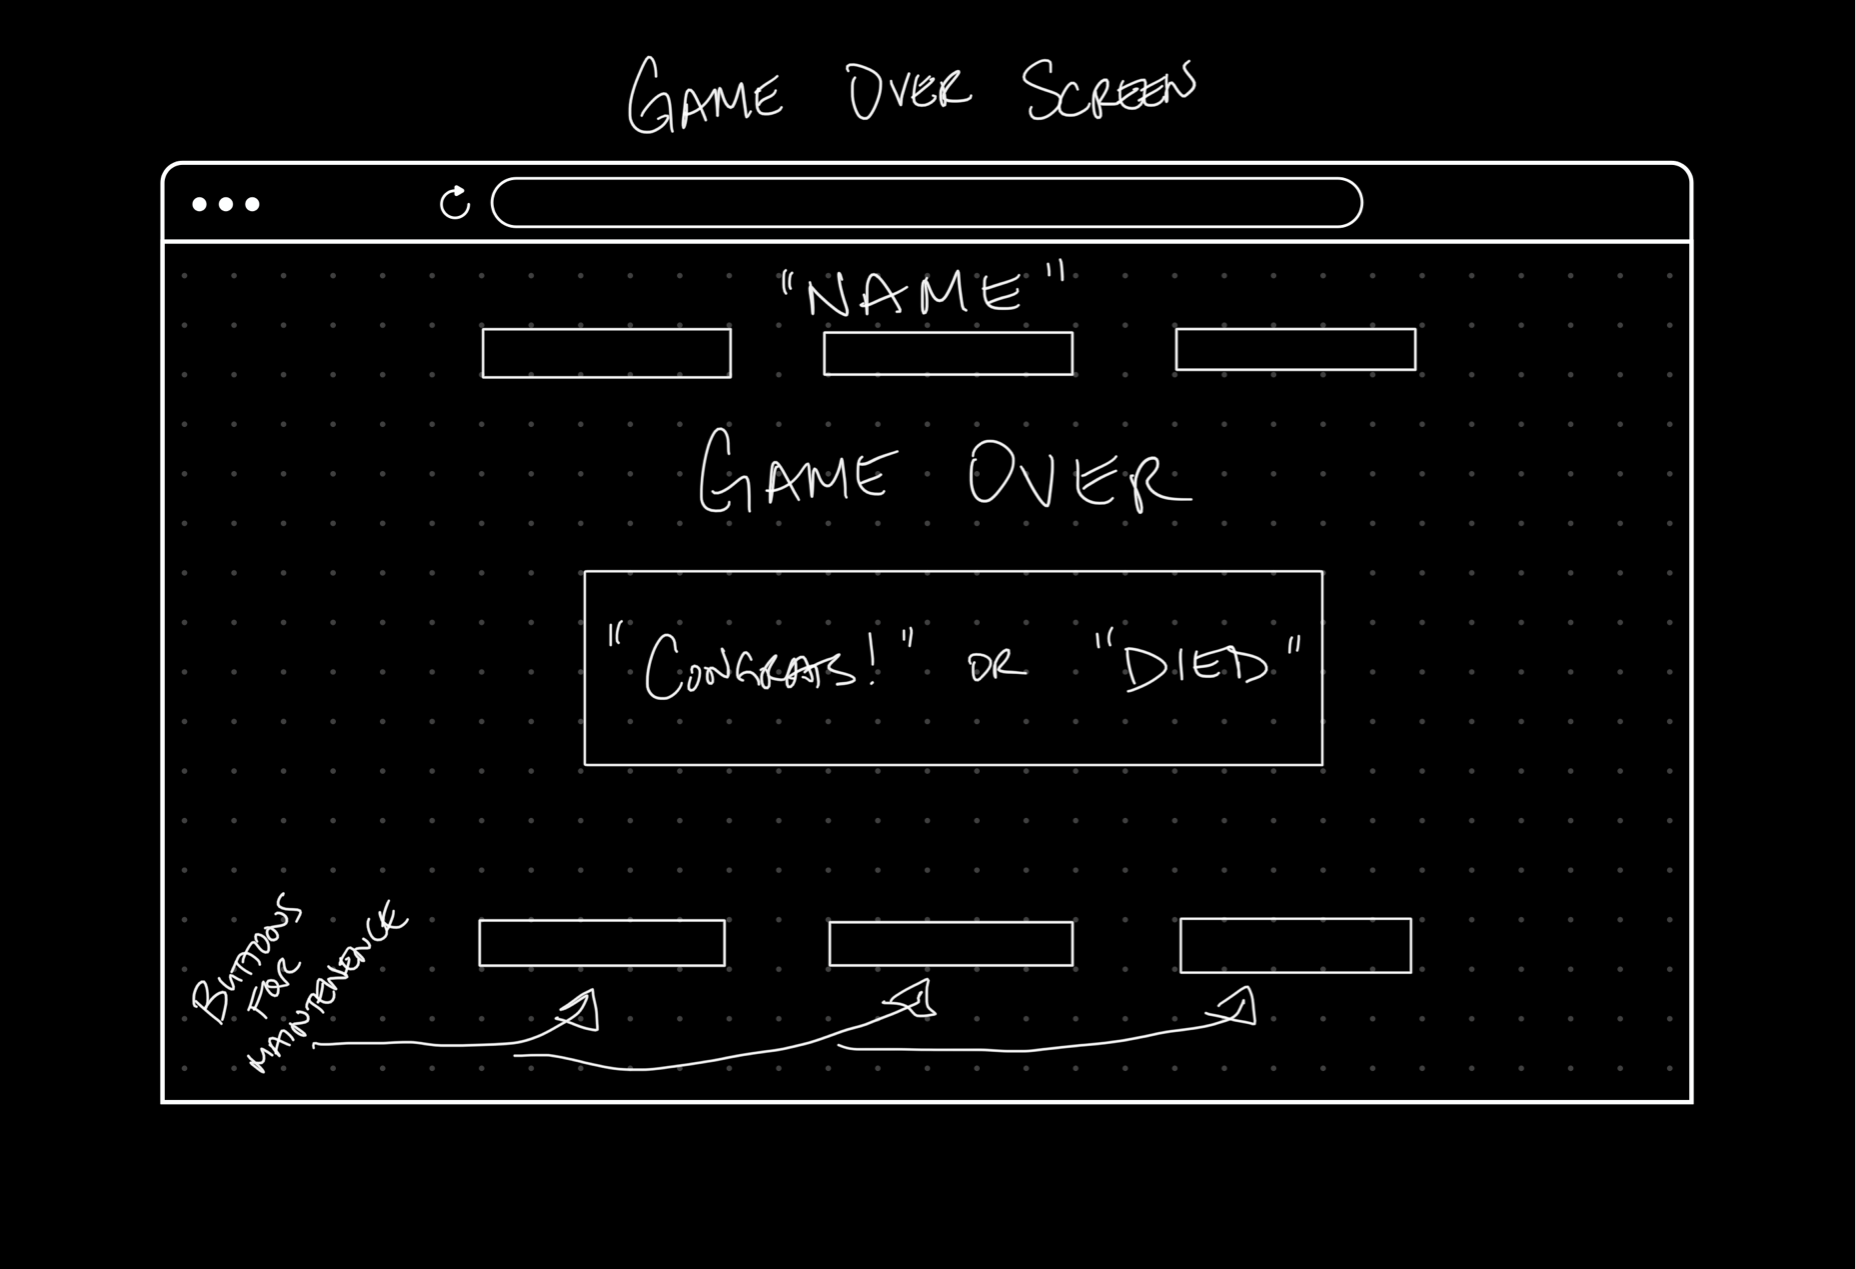 GAME OVER SCREEN
"NAME"
GAME OVER
"CONGRATS!" OR "DIED"
BUTTONS
FOR
MAINTENENCE